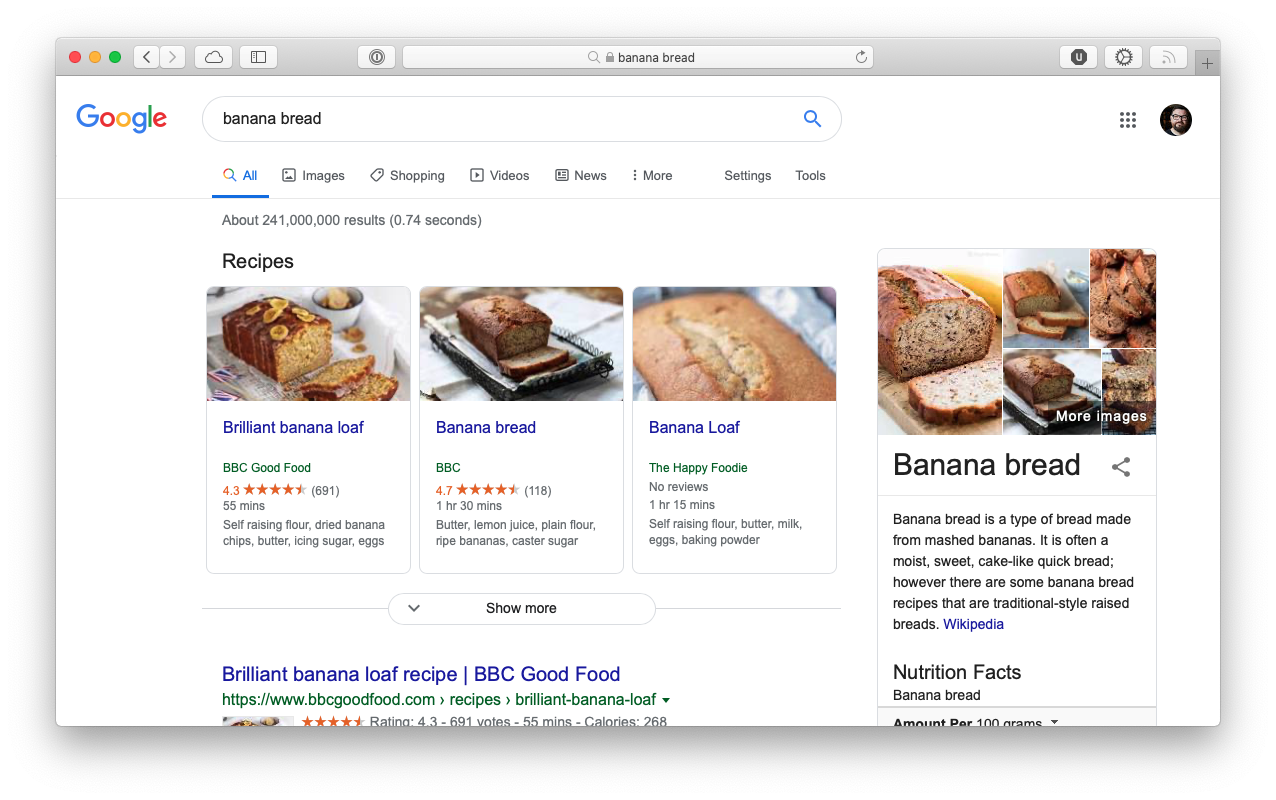 banana bread
Google
banana bread
All
Images
Shopping
Videos
News
More
Settings
Tools
About 241,000,000 results (0.74 seconds)
Recipes
Brilliant banana loaf
BBC Good Food
4.3 (691)
55 mins
Self raising flour, dried banana
chips, butter, icing sugar, eggs
Banana bread
BBC
4.7 (118)
1 hr 30 mins
Butter, lemon juice, plain flour,
ripe bananas, caster sugar
Banana Loaf
The Happy Foodie
No reviews
1 hr 15 mins
Self raising flour, butter, milk,
eggs, baking powder
Show more
Brilliant banana loaf recipe | BBC Good Food
https://www.bbcgoodfood.com › recipes › brilliant-banana-loaf
Rating: 4.3 - 691 votes - 55 mins - Calories: 268
More images
Banana bread
Banana bread is a type of bread made
from mashed bananas. It is often a
moist, sweet, cake-like quick bread;
however there are some banana bread
recipes that are traditional-style raised
breads. Wikipedia
Nutrition Facts
Banana bread
Amount Per 100 grams